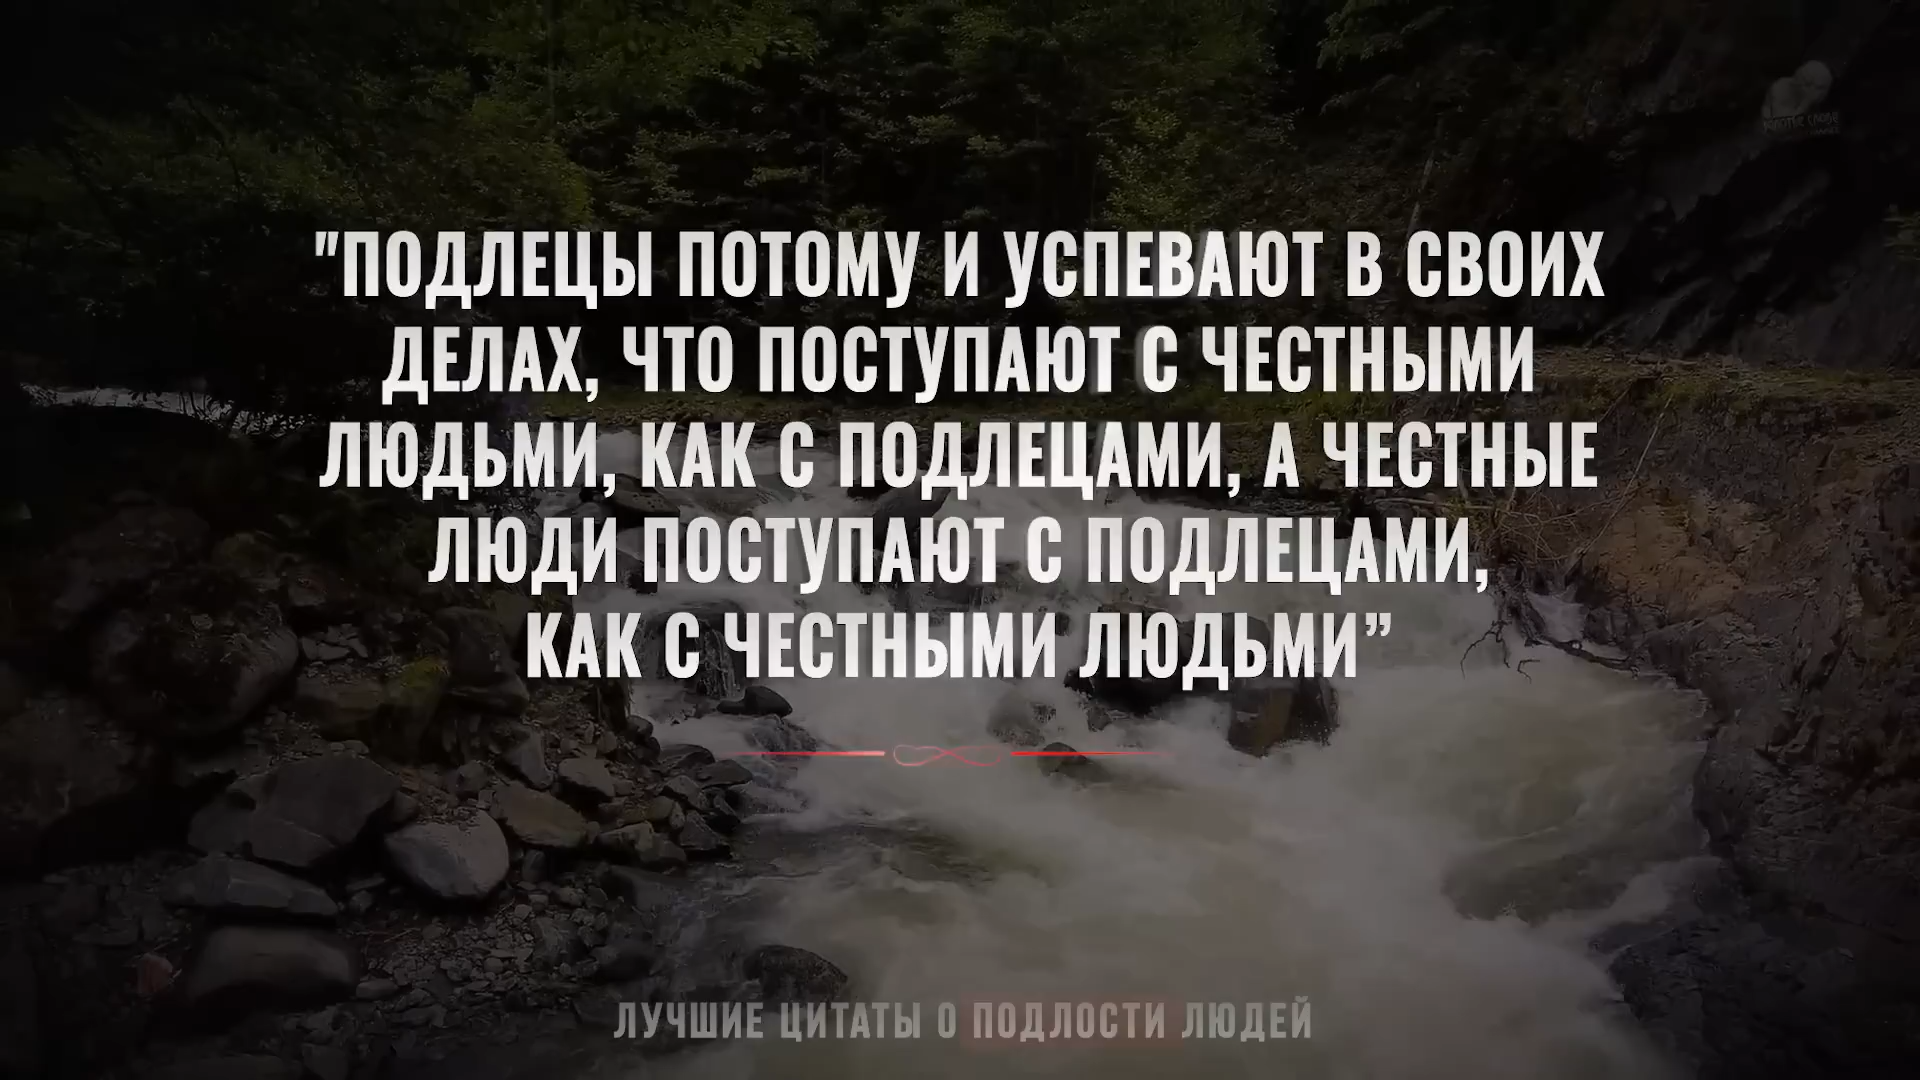 "ПОДЛЕЦЫ ПОТОМУ И УСПЕВАЮТ В СВОИХ
ДЕЛАХ, ЧТО ПОСТУПАЮТ С ЧЕСТНЫМИ
ЛЮДЬМИ, КАК С ПОДЛЕЦАМИ, А ЧЕСТНЫЕ
ЛЮДИ ПОСТУПАЮТ С ПОДЛЕЦАМИ,
КАК С ЧЕСТНЫМИ ЛЮДЬМИ”
ЛУЧШИЕ ЦИТАТЫ О ПОДЛОСТИ ЛЮДЕЙ